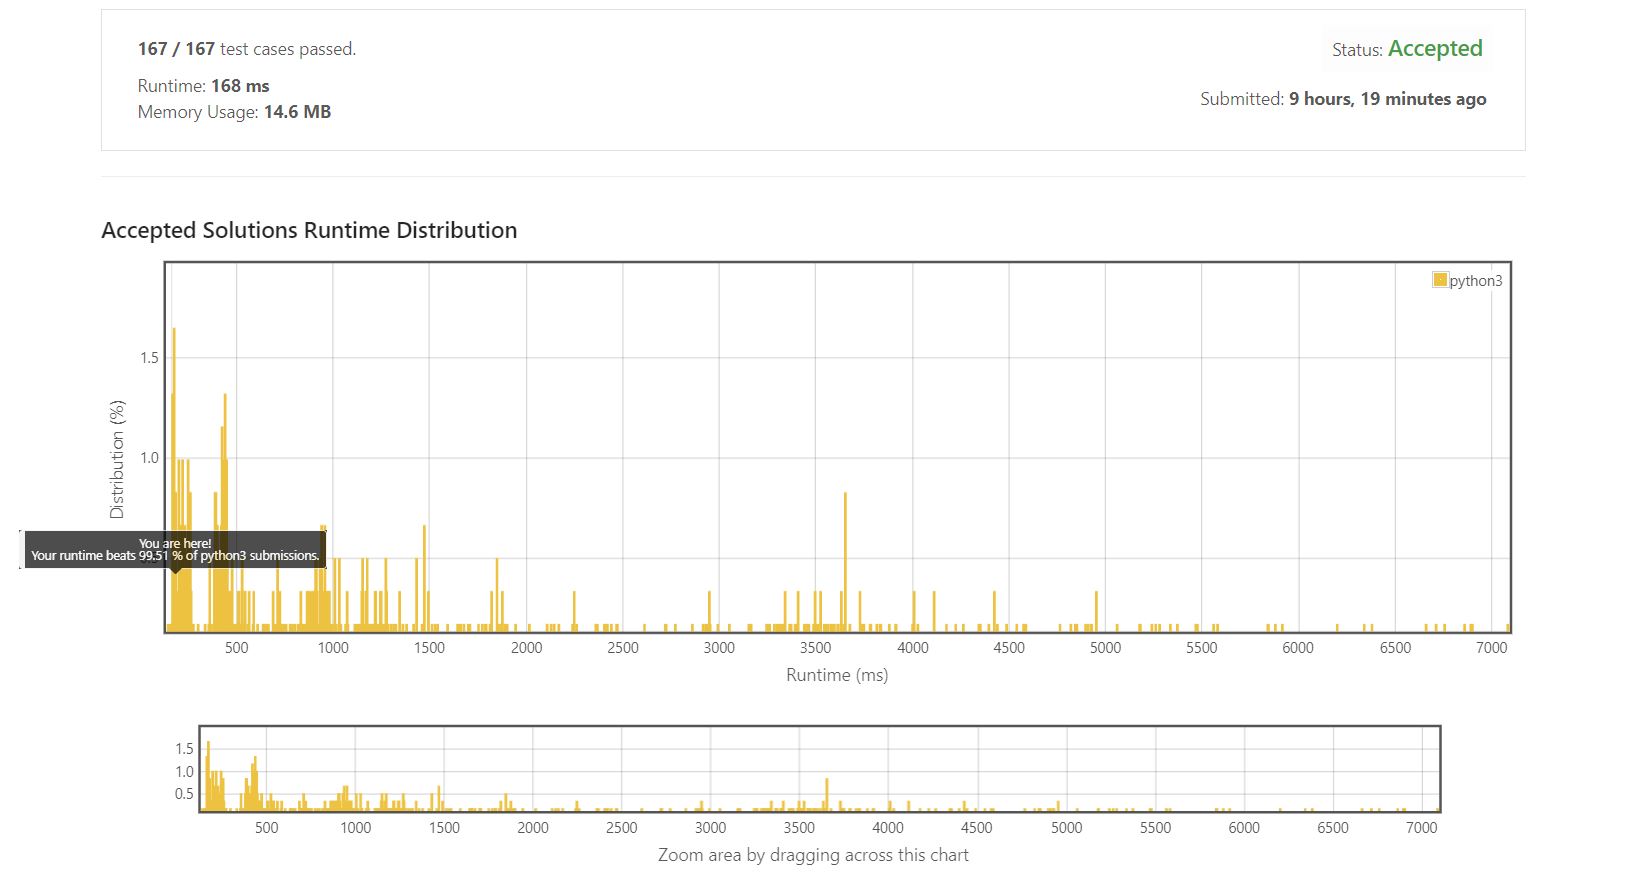 167 / 167 test cases passed.
Status: Accepted
Runtime: 168 ms
Memory Usage: 14.6 MB
Submitted: 9 hours, 19 minutes ago
Accepted Solutions Runtime Distribution
python3
Distribution (%)
1.5
1.0
You are here!
Your runtime beats 99.51 % of python3 submissions.
500 1000 1500 2000 2500 3000 3500 4000 4500 5000 5500 6000 6500 7000
Runtime (ms)
1.5
1.0
0.5
500 1000 1500 2000 2500 3000 3500 4000 4500 5000 5500 6000 6500 7000
Zoom area by dragging across this chart